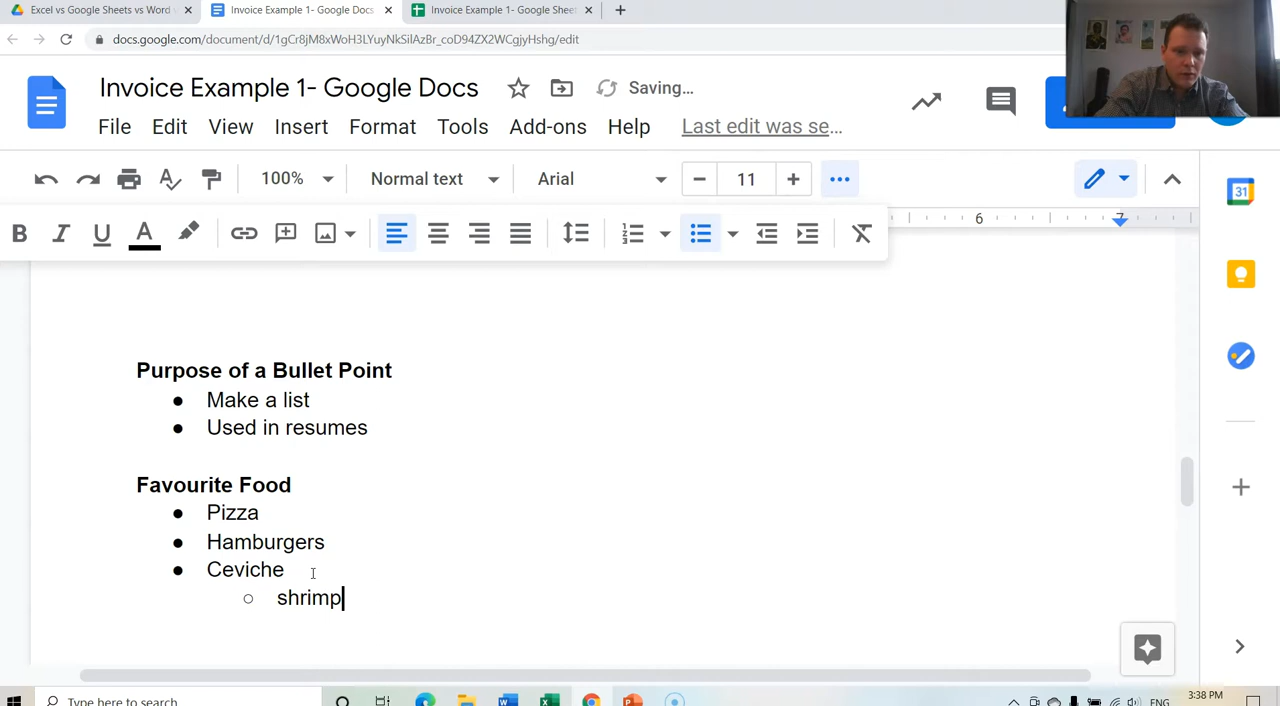 Excel vs Google Sheets vs Word
Invoice Example 1- Google Docs
Invoice Example 1- Google Sheet
docs.google.com/document/d/1gCr8jM8xWoH3LYuyNkSilAzBr_coD94ZX2WCgjyHshg/edit
Invoice Example 1- Google Docs
Saving...
File Edit View Insert Format Tools Add-ons Help Last edit was se...
100% Normal text Arial 11
B I U A
6 7
31
Purpose of a Bullet Point
● Make a list
● Used in resumes
Favourite Food
● Pizza
● Hamburgers
● Ceviche
○ shrimp
Type here to search
3:38 PM
ENG